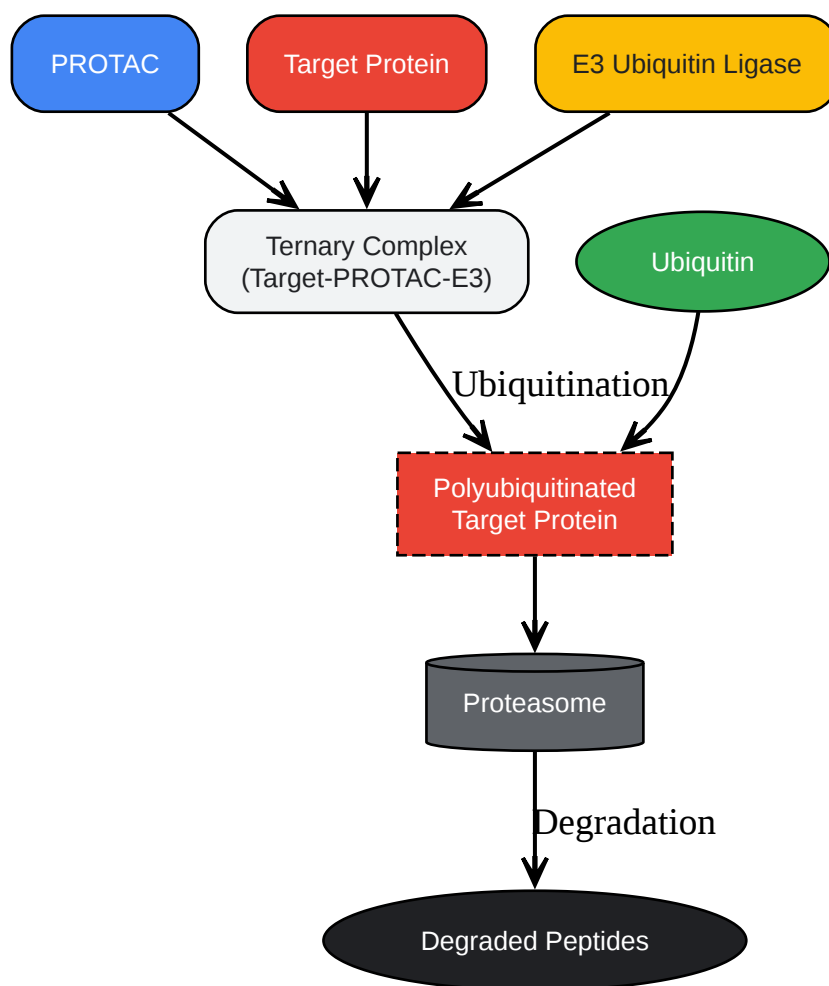 PROTAC
Target Protein
E3 Ubiquitin Ligase
Ternary Complex
(Target-PROTAC-E3)
Ubiquitin
Ubiquitination
Polyubiquitinated
Target Protein
Proteasome
Degradation
Degraded Peptides